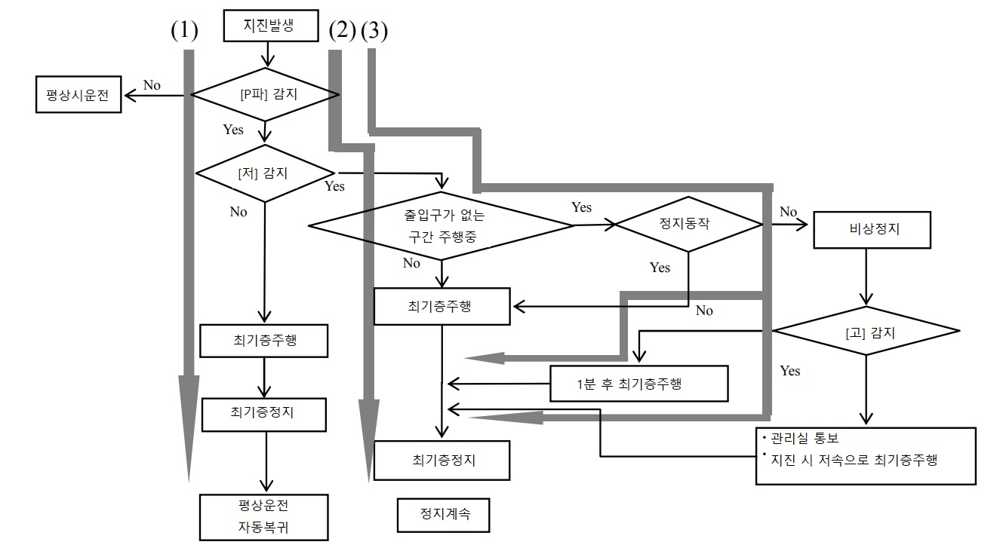 (1)
지진발생
(2)
(3)
평상시운전
No
[P파] 감지
Yes
[저] 감지
Yes
No
출입구가 없는
구간 주행중
Yes
정지동작
No
비상정지
No
Yes
최기층주행
No
[고] 감지
최기층주행
Yes
1분 후 최기층주행
최기증정지
관리실 통보
지진 시 저속으로 최기층주행
최기층정지
평상운전
자동복귀
정지계속